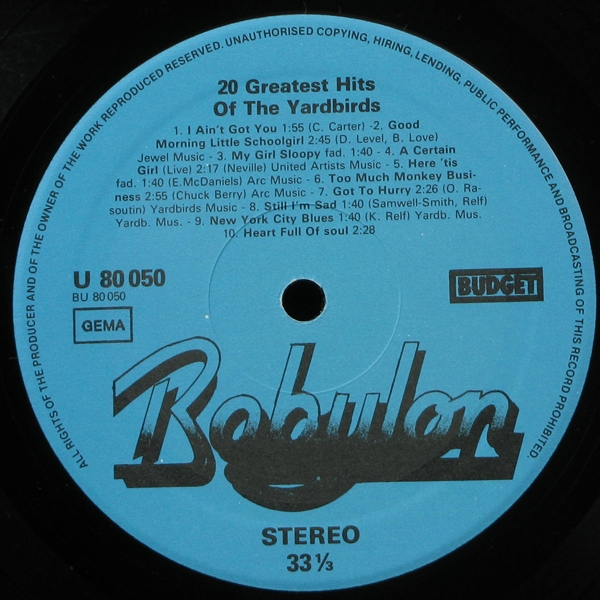 ALL RIGHTS OF THE PRODUCER AND OF THE OWNER OF THE WORK REPRODUCED RESERVED. UNAUTHORISED COPYING, HIRING, LENDING, PUBLIC PERFORMANCE AND BROADCASTING OF THIS RECORD PROHIBITED.
20 Greatest Hits
Of The Yardbirds
1. I Ain't Got You 1:55 (C. Carter) -2. Good
Morning Little Schoolgirl 2:45 (D. Level, B. Love)
Jewel Music - 3. My Girl Sloopy fad. 1:40 - 4. A Certain
Girl (Live) 2:17 (Neville) United Artists Music - 5. Here 'tis
fad. 1:40 (E.McDaniels) Arc Music - 6. Too Much Monkey Busi-
ness 2:55 (Chuck Berry) Arc Music - 7. Got To Hurry 2:26 (O. Ra-
soutin) Yardbirds Music - 8. Still I'm Sad 1:40 (Samwell-Smith, Relf)
Yardb. Mus. - 9. New York City Blues 1:40 (K. Relf) Yardb. Mus.
10. Heart Full Of soul 2:28
U 80 050
BU 80 050
GEMA
BUDGET
Babylon
STEREO
33 ⅓